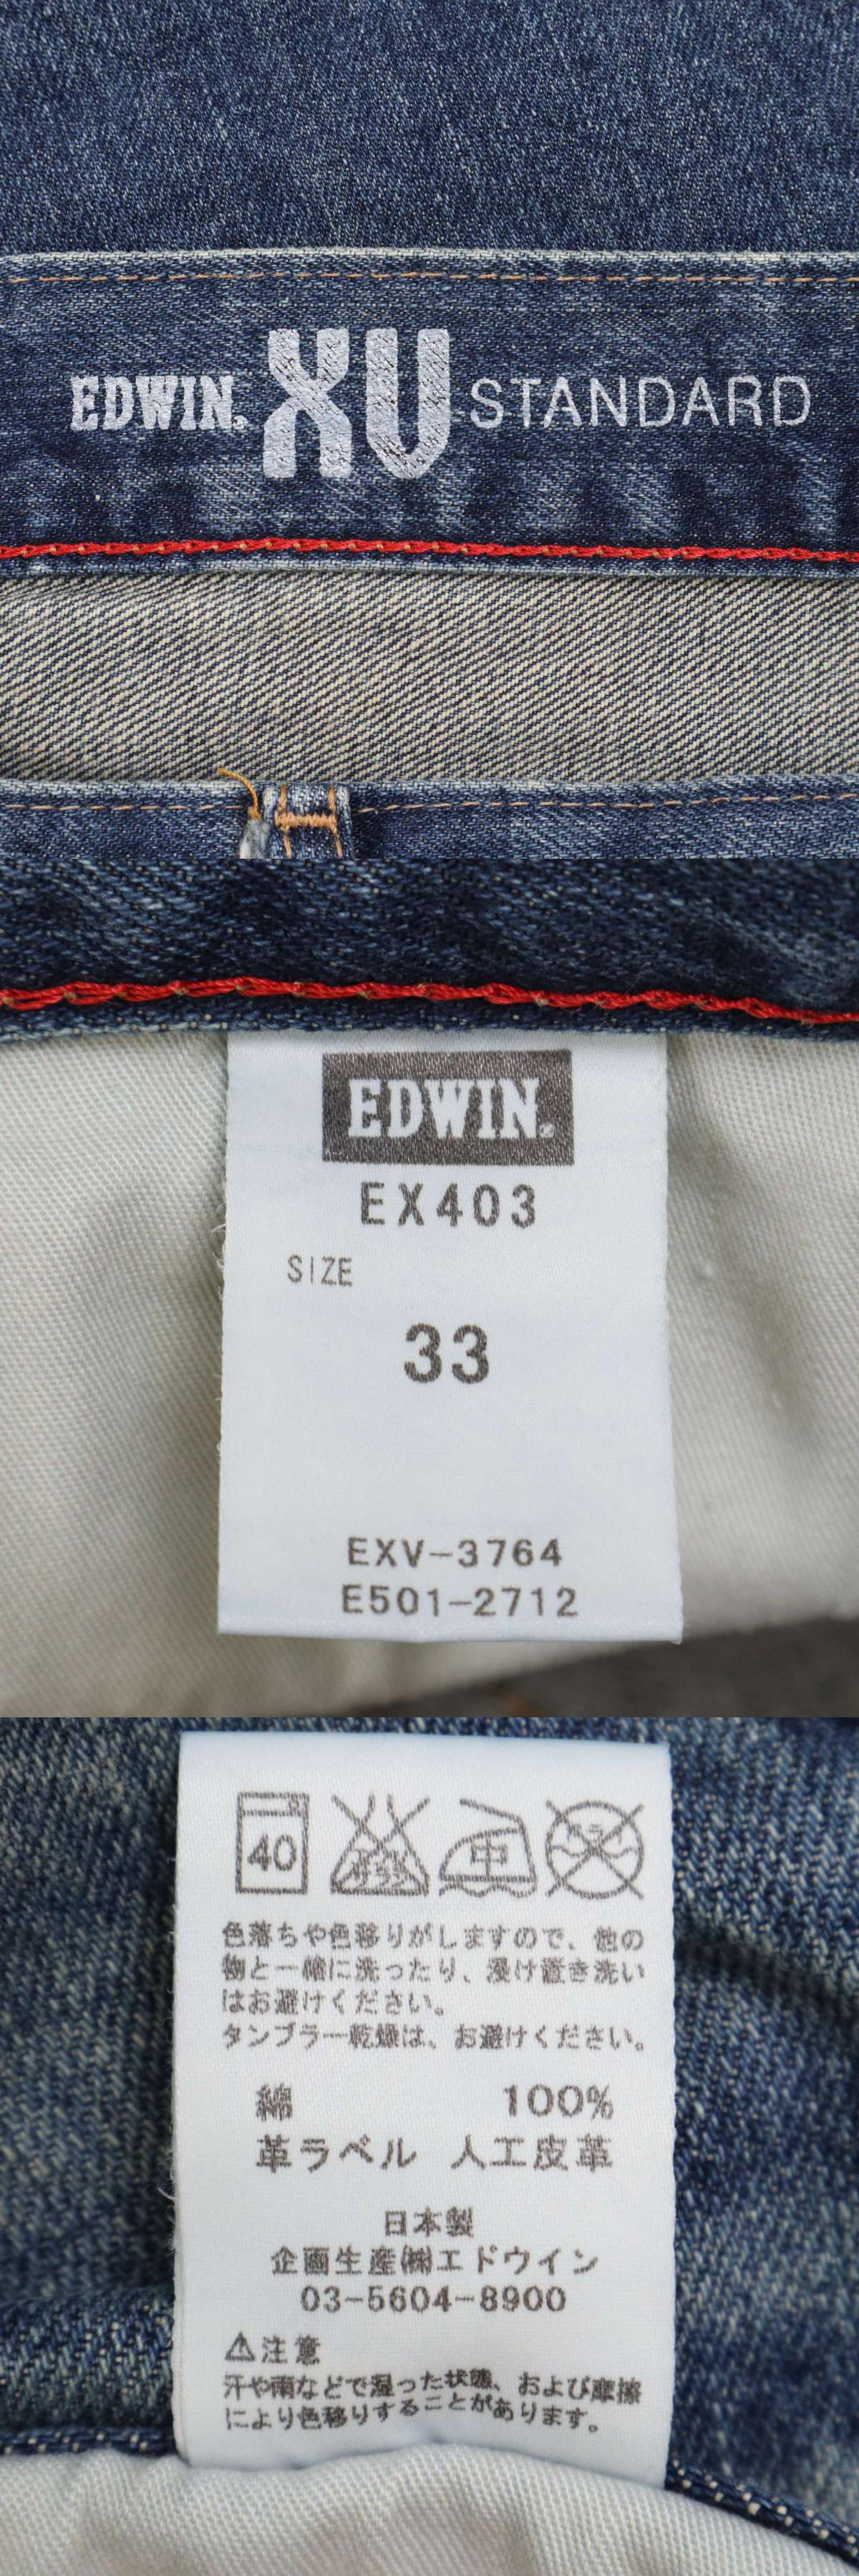 EDWIN. XV STANDARD
EDWIN.
EX403
SIZE
33
EXV-3764
E501-2712
40
中
色落ちや色移りがしますので、他の
物と一緒に洗ったり、浸け置き洗い
はお避けください。
タンブラー乾燥は、お避けください。
綿 100%
革ラベル 人工皮革
日本製
企画生産㈱エドウイン
03-5604-8900
⚠注意
汗や雨などで湿った状態、および摩擦
により色移りすることがあります。